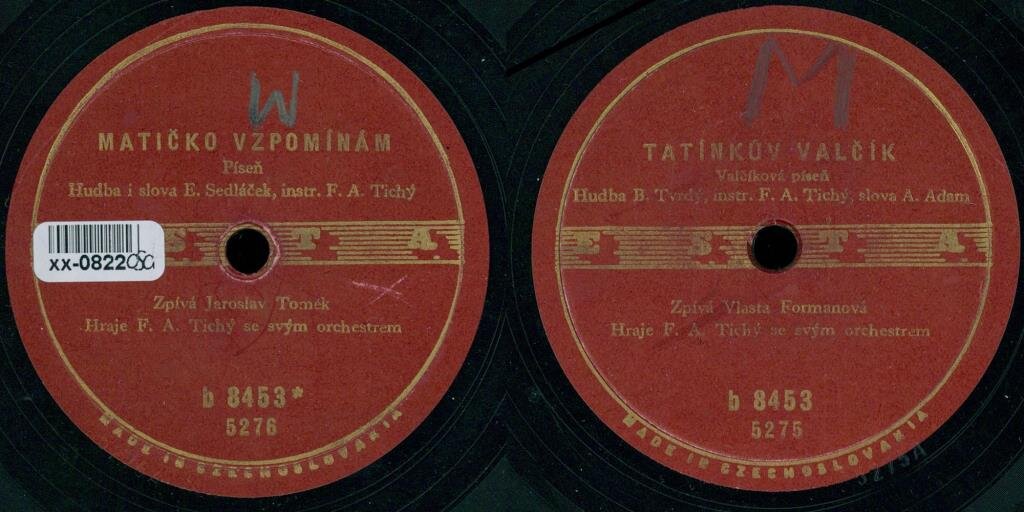 W
MATIČKO VZPOMÍNÁM
Píseň
Hudba i slova E. Sedláček, instr. F. A. Tichý
S T A
xx-0822
Zpívá Jaroslav Tomek
Hraje F. A. Tichý se svým orchestrem
b 8453*
5276
MADE IN CZECHOSLOVAKIA
M
TATÍNKŮV VALČÍK
Valčíková píseň
Hudba B. Tvrdý, instr. F. A. Tichý, slova A. Adam
E S T A
Zpívá Vlasta Formanová
Hraje F. A. Tichý se svým orchestrem
b 8453
5275
MADE IN CZECHOSLOVAKIA
5275A